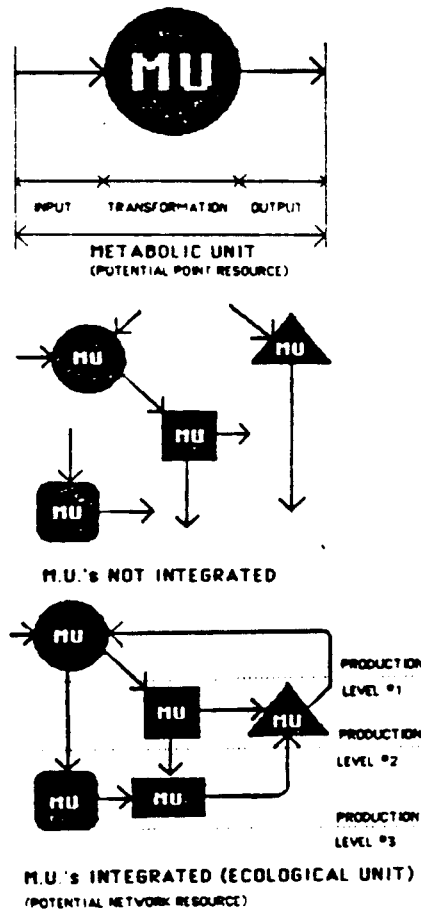 MU
INPUT TRANSFORMATION OUTPUT
METABOLIC UNIT
(POTENTIAL POINT RESOURCE)
MU
MU
MU
MU
M.U.'s NOT INTEGRATED
MU
PRODUCTION
LEVEL #1
MU
MU
PRODUCTION
LEVEL #2
MU
MU
PRODUCTION
LEVEL #3
M.U.'s INTEGRATED (ECOLOGICAL UNIT)
(POTENTIAL NETWORK RESOURCE)